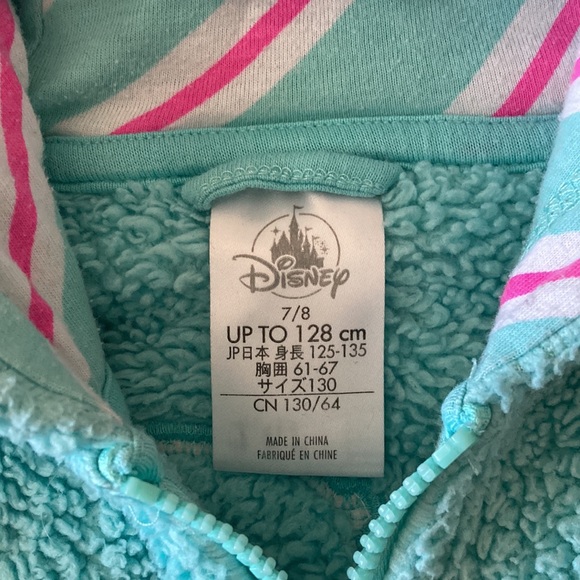 Disney
7/8
UP TO 128 cm
JP日本 身長 125-135
胸囲 61-67
サイズ130
CN 130/64
MADE IN CHINA
FABRIQUÉ EN CHINE